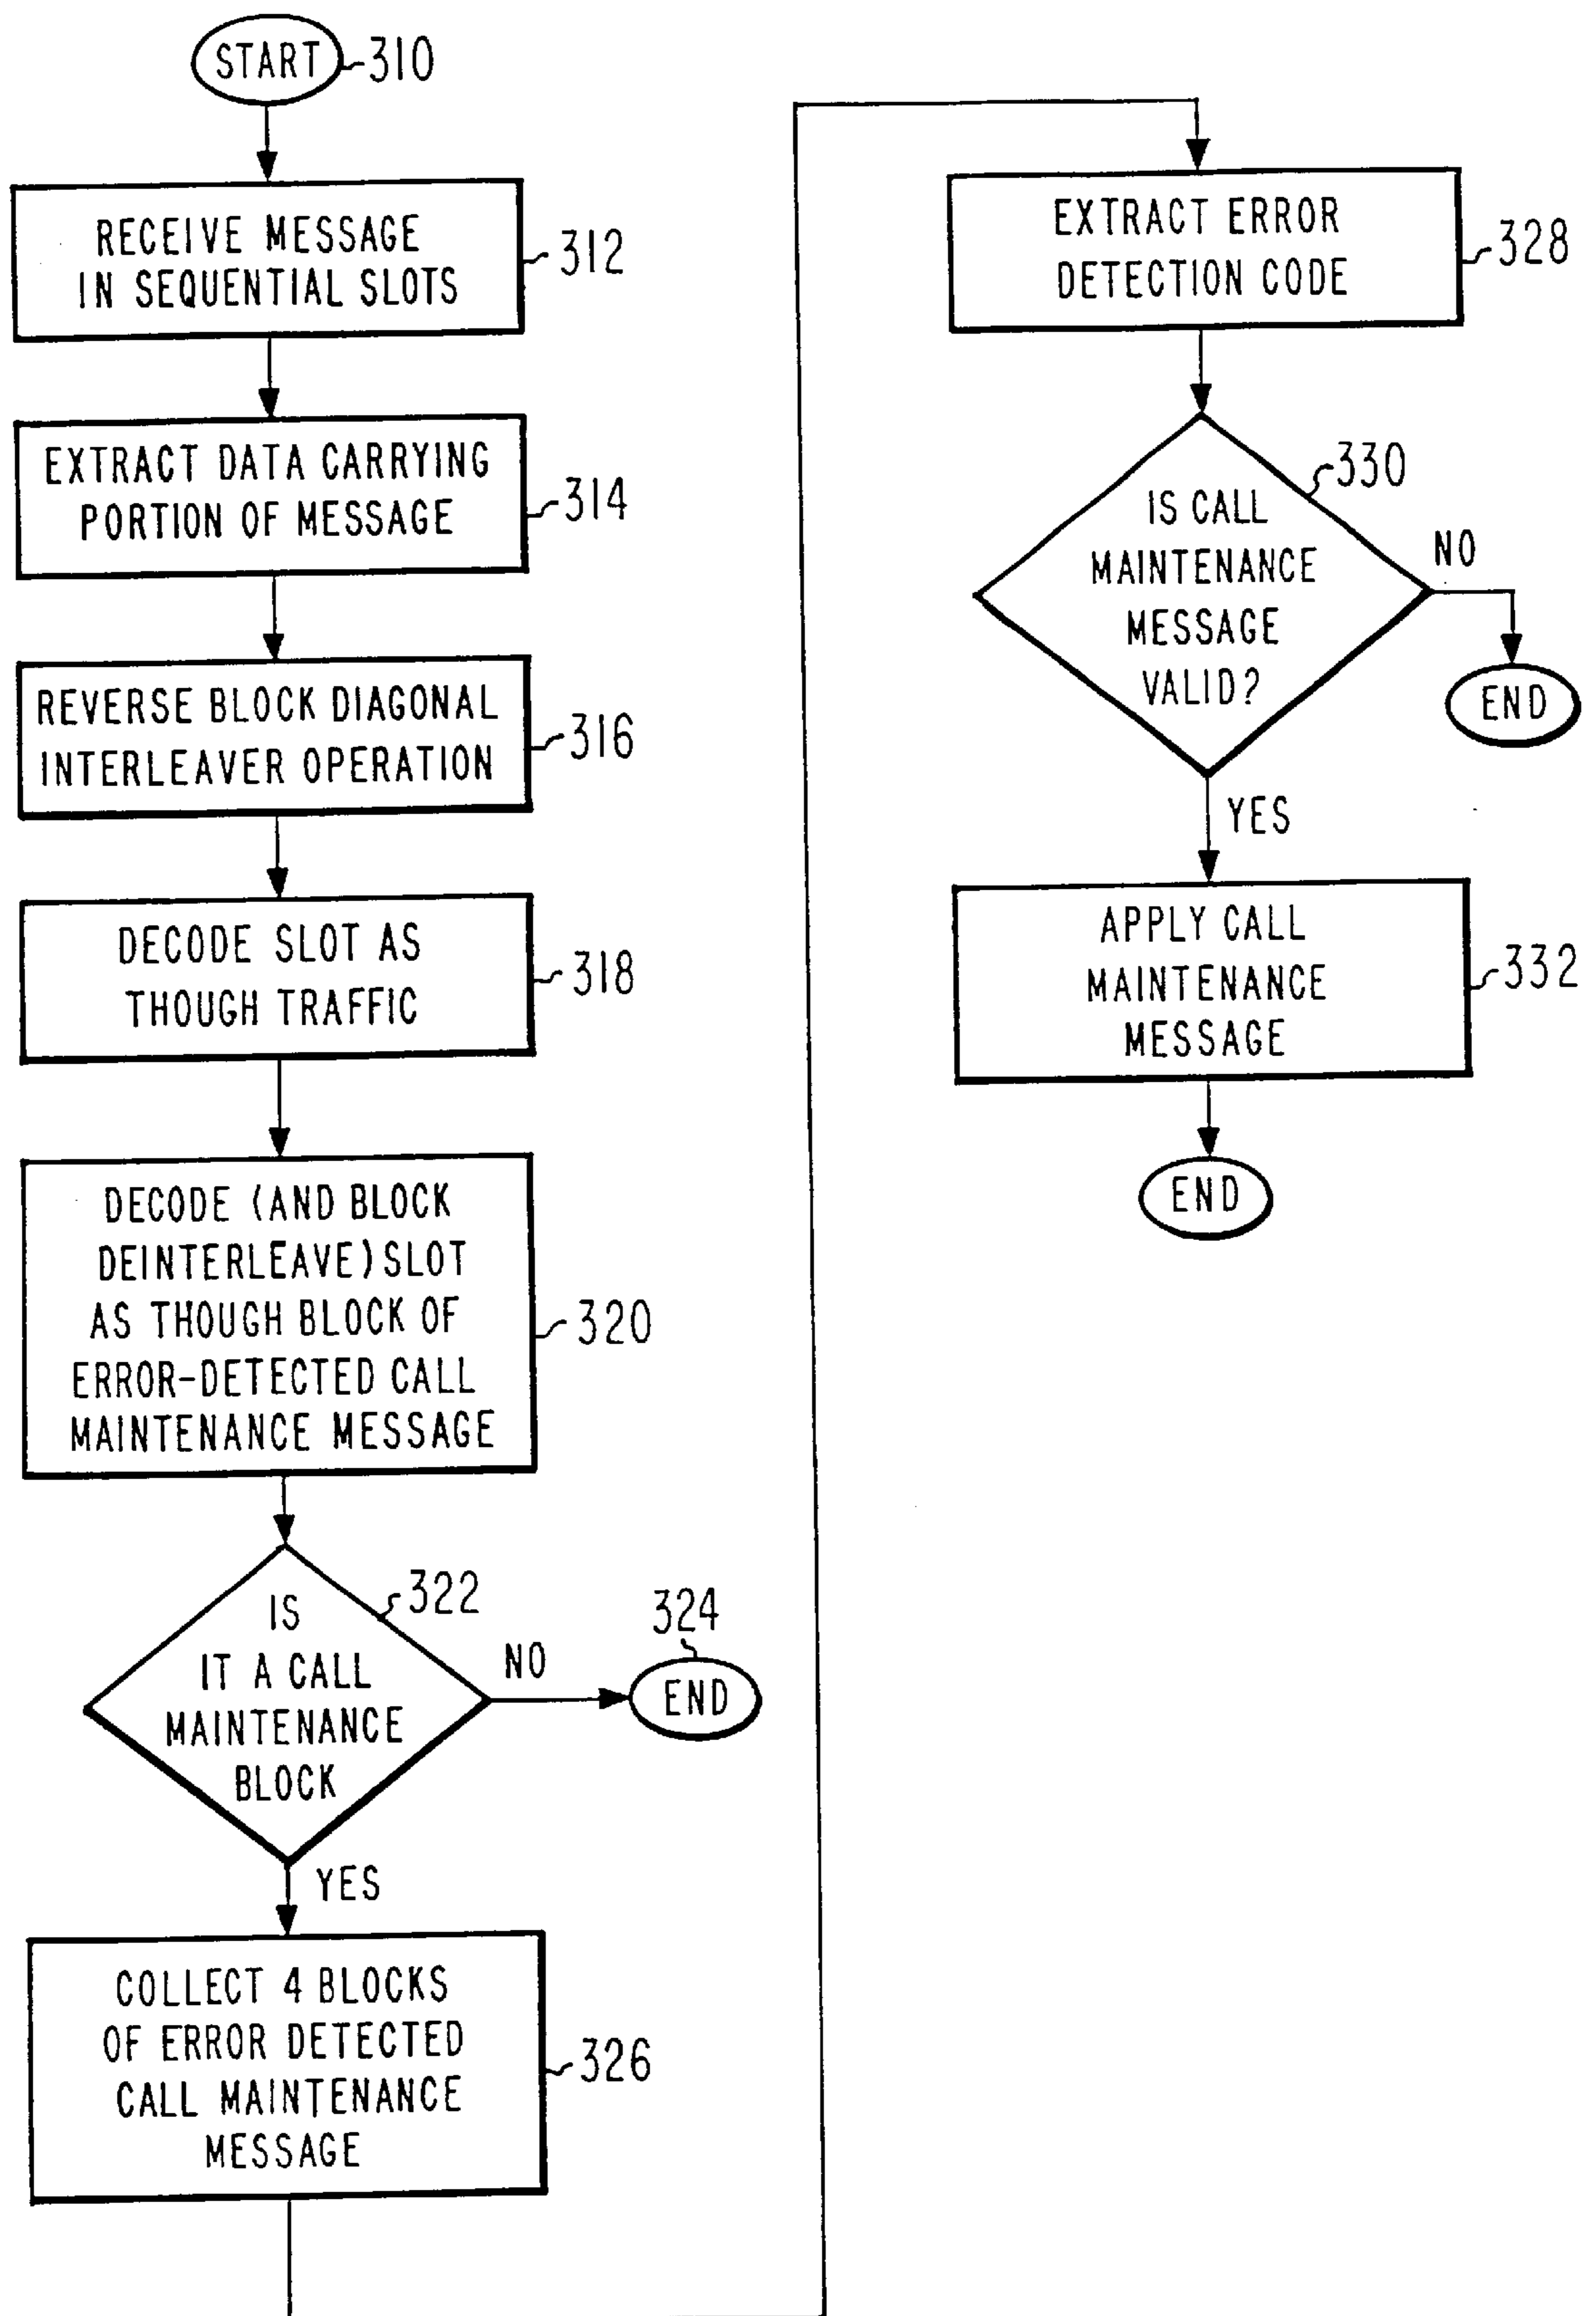 START
310
RECEIVE MESSAGE
IN SEQUENTIAL SLOTS
312
EXTRACT DATA CARRYING
PORTION OF MESSAGE
314
REVERSE BLOCK DIAGONAL
INTERLEAVER OPERATION
316
DECODE SLOT AS
THOUGH TRAFFIC
318
DECODE (AND BLOCK
DEINTERLEAVE) SLOT
AS THOUGH BLOCK OF
ERROR-DETECTED CALL
MAINTENANCE MESSAGE
320
IS
IT A CALL
MAINTENANCE
BLOCK
322
NO
324
END
YES
COLLECT 4 BLOCKS
OF ERROR DETECTED
CALL MAINTENANCE
MESSAGE
326
EXTRACT ERROR
DETECTION CODE
328
IS CALL
MAINTENANCE
MESSAGE
VALID?
330
NO
END
YES
APPLY CALL
MAINTENANCE
MESSAGE
332
END